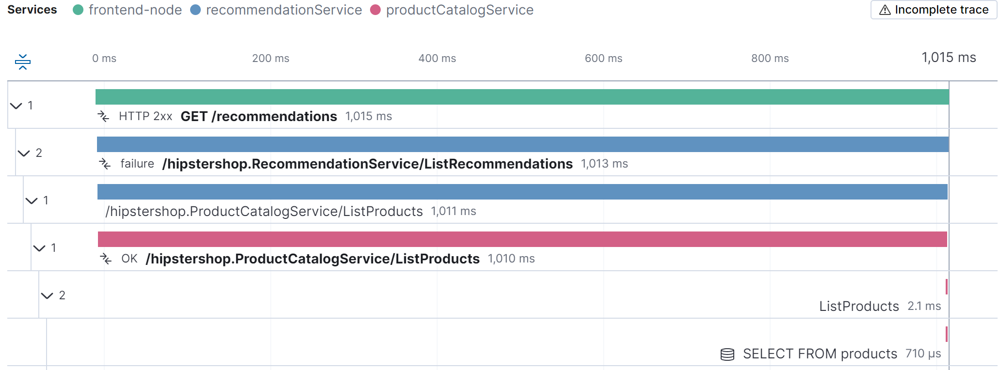 Services frontend-node recommendationService productCatalogService Incomplete trace
0 ms 200 ms 400 ms 600 ms 800 ms 1,015 ms
1
HTTP 2xx GET /recommendations 1,015 ms
2
failure /hipstershop.RecommendationService/ListRecommendations 1,013 ms
1
/hipstershop.ProductCatalogService/ListProducts 1,011 ms
1
OK /hipstershop.ProductCatalogService/ListProducts 1,010 ms
2
ListProducts 2.1 ms
SELECT FROM products 710 μs